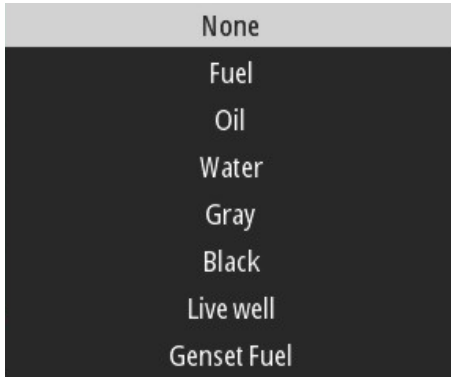 None
Fuel
Oil
Water
Gray
Black
Live well
Genset Fuel